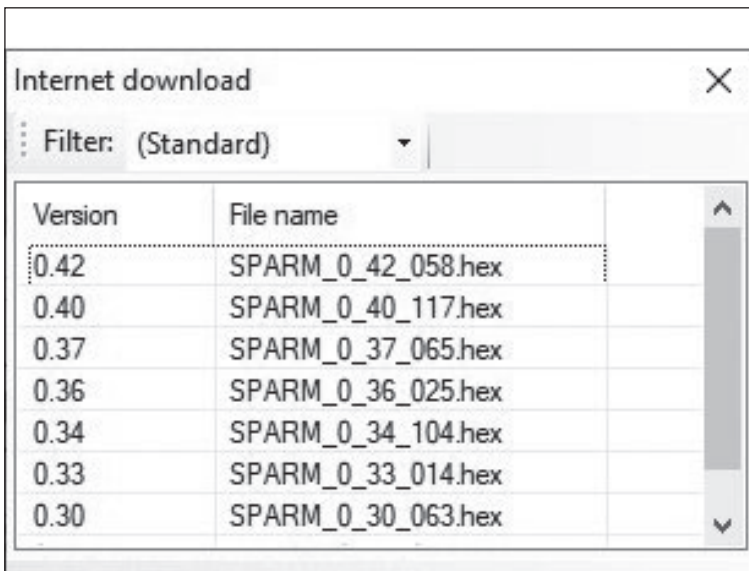 Internet download
Filter: (Standard)
Version File name
0.42 SPARM_0_42_058.hex
0.40 SPARM_0_40_117.hex
0.37 SPARM_0_37_065.hex
0.36 SPARM_0_36_025.hex
0.34 SPARM_0_34_104.hex
0.33 SPARM_0_33_014.hex
0.30 SPARM_0_30_063.hex